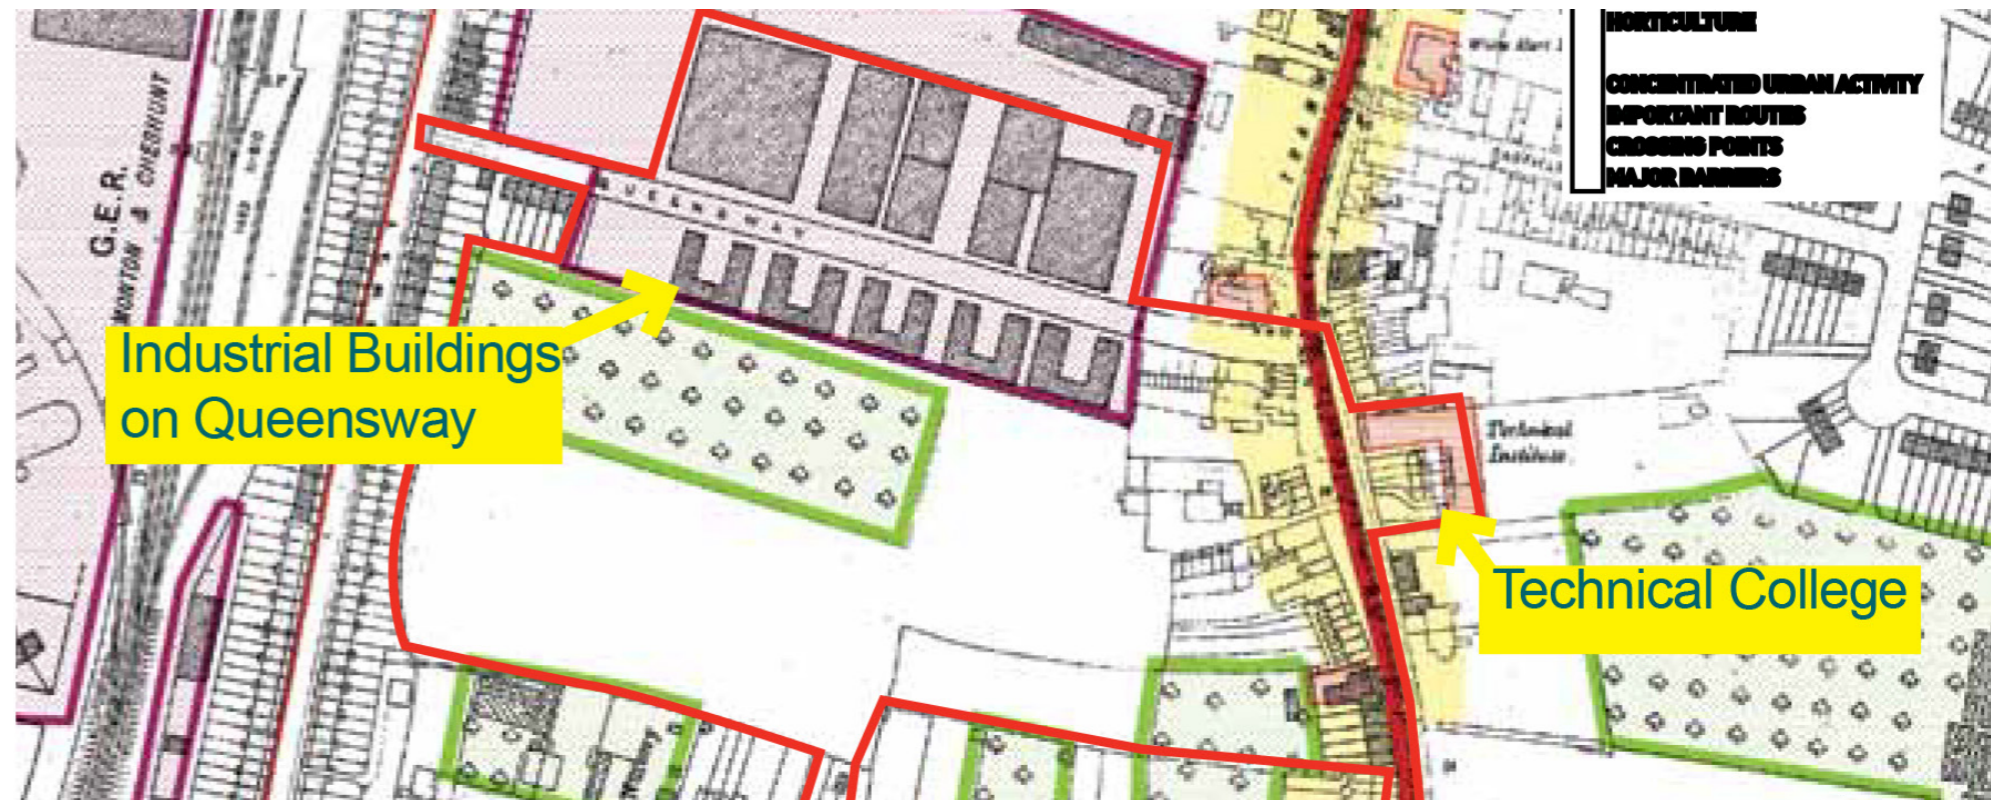 HORTICULTURE
CONCENTRATED URBAN ACTIVITY
IMPORTANT ROUTES
CROSSING POINTS
MAJOR BARRIERS
G.E.R.
CHESHUNT
QUEENSWAY
Industrial Buildings
on Queensway
Technical
Institute.
Technical College
Nursery